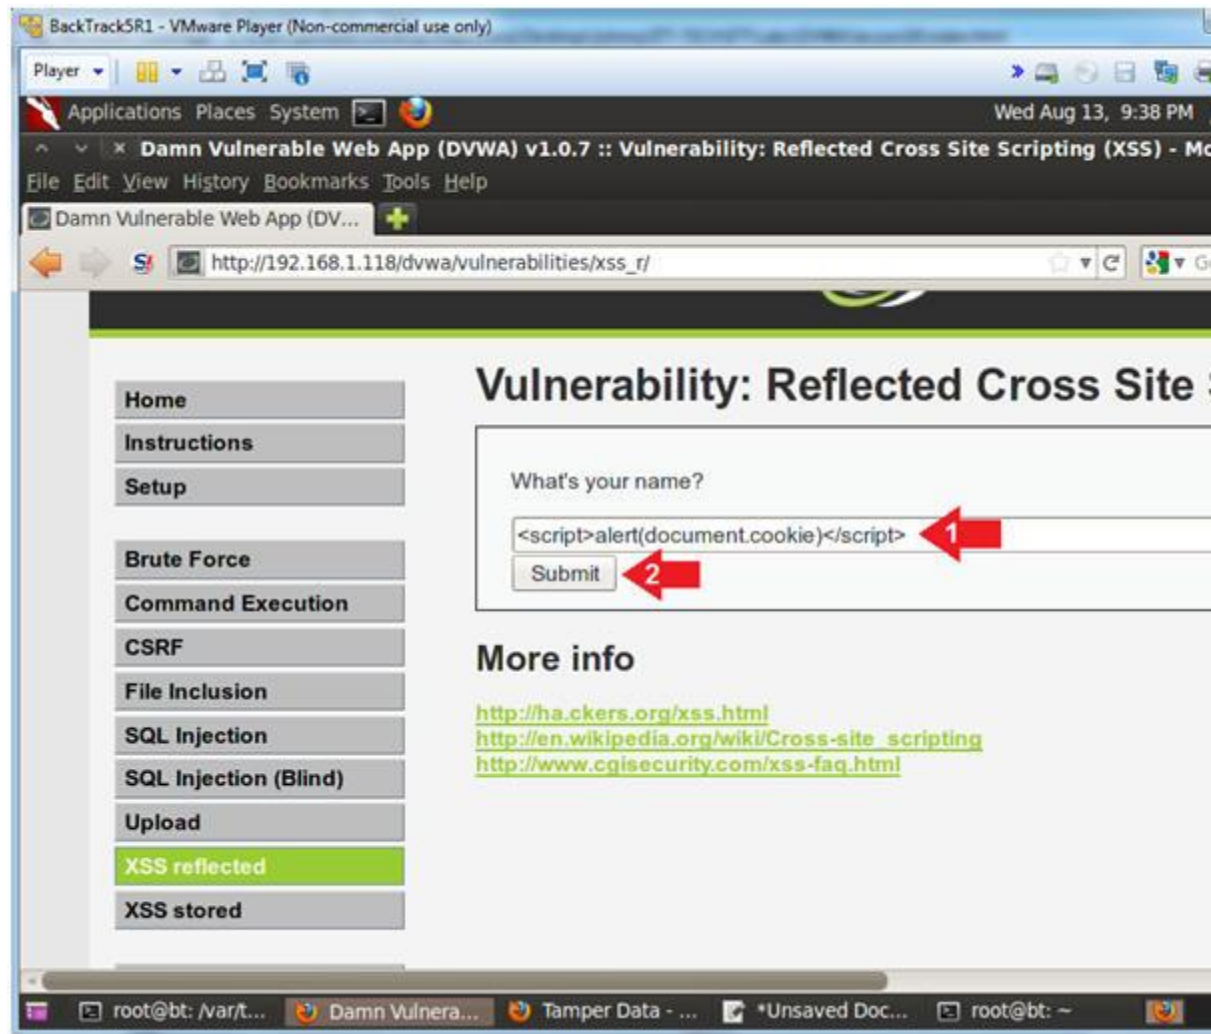 BackTrack5R1 - VMware Player (Non-commercial use only)
Player
Applications Places System
Wed Aug 13, 9:38 PM
Damn Vulnerable Web App (DVWA) v1.0.7 :: Vulnerability: Reflected Cross Site Scripting (XSS) - Mo
File Edit View History Bookmarks Tools Help
Damn Vulnerable Web App (DV...
http://192.168.1.118/dvwa/vulnerabilities/xss_r/
Home
Instructions
Setup
Brute Force
Command Execution
CSRF
File Inclusion
SQL Injection
SQL Injection (Blind)
Upload
XSS reflected
XSS stored
Vulnerability: Reflected Cross Site
What's your name?
<script>alert(document.cookie)</script>
1
Submit
2
More info
http://ha.ckers.org/xss.html
http://en.wikipedia.org/wiki/Cross-site_scripting
http://www.cgisecurity.com/xss-faq.html
root@bt: /var/t...
Damn Vulnera...
Tamper Data - ...
*Unsaved Doc...
root@bt: ~